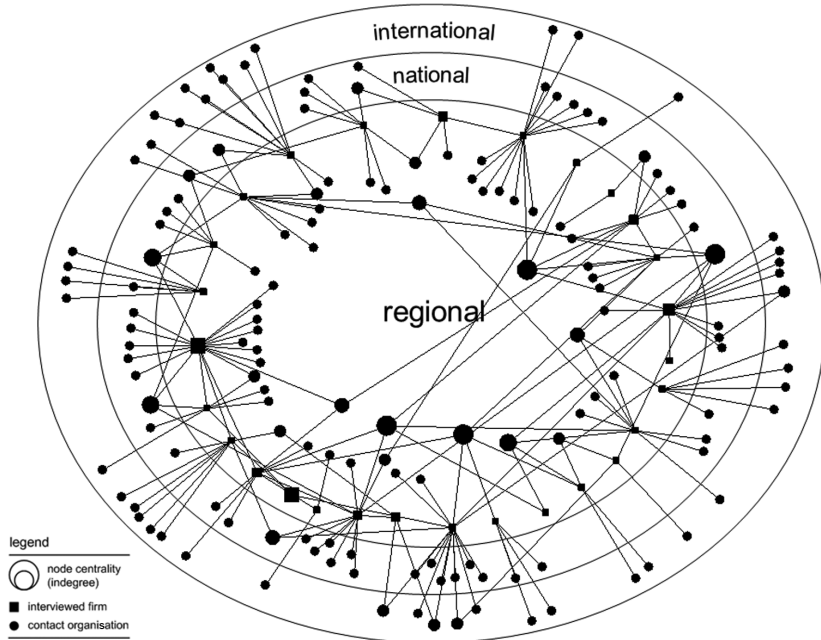 international
national
regional
legend
node centrality
(indegree)
interviewed firm
contact organisation